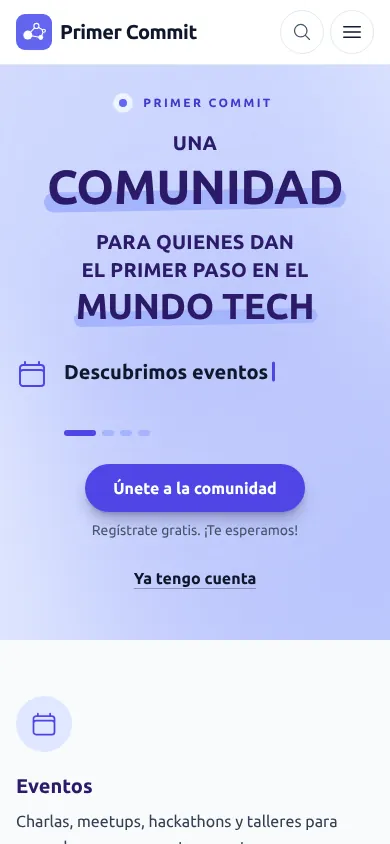 Primer Commit
PRIMER COMMIT
UNA
COMUNIDAD
PARA QUIENES DAN
EL PRIMER PASO EN EL
MUNDO TECH
Descubrimos eventos
Únete a la comunidad
Regístrate gratis. ¡Te esperamos!
Ya tengo cuenta
Eventos
Charlas, meetups, hackathons y talleres para